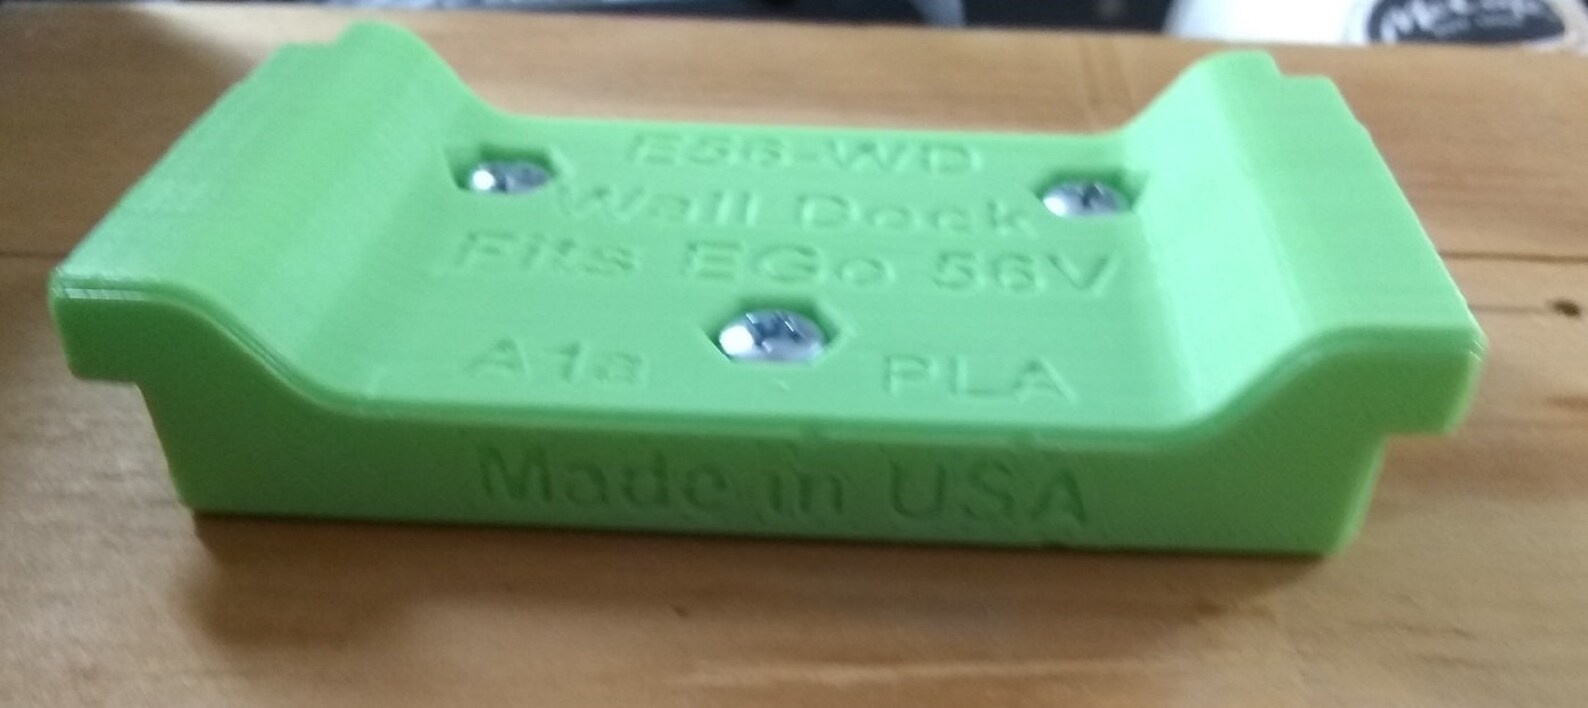 E56-WD
Wall Dock
Fits EGo 56V
A1a PLA
Made in USA